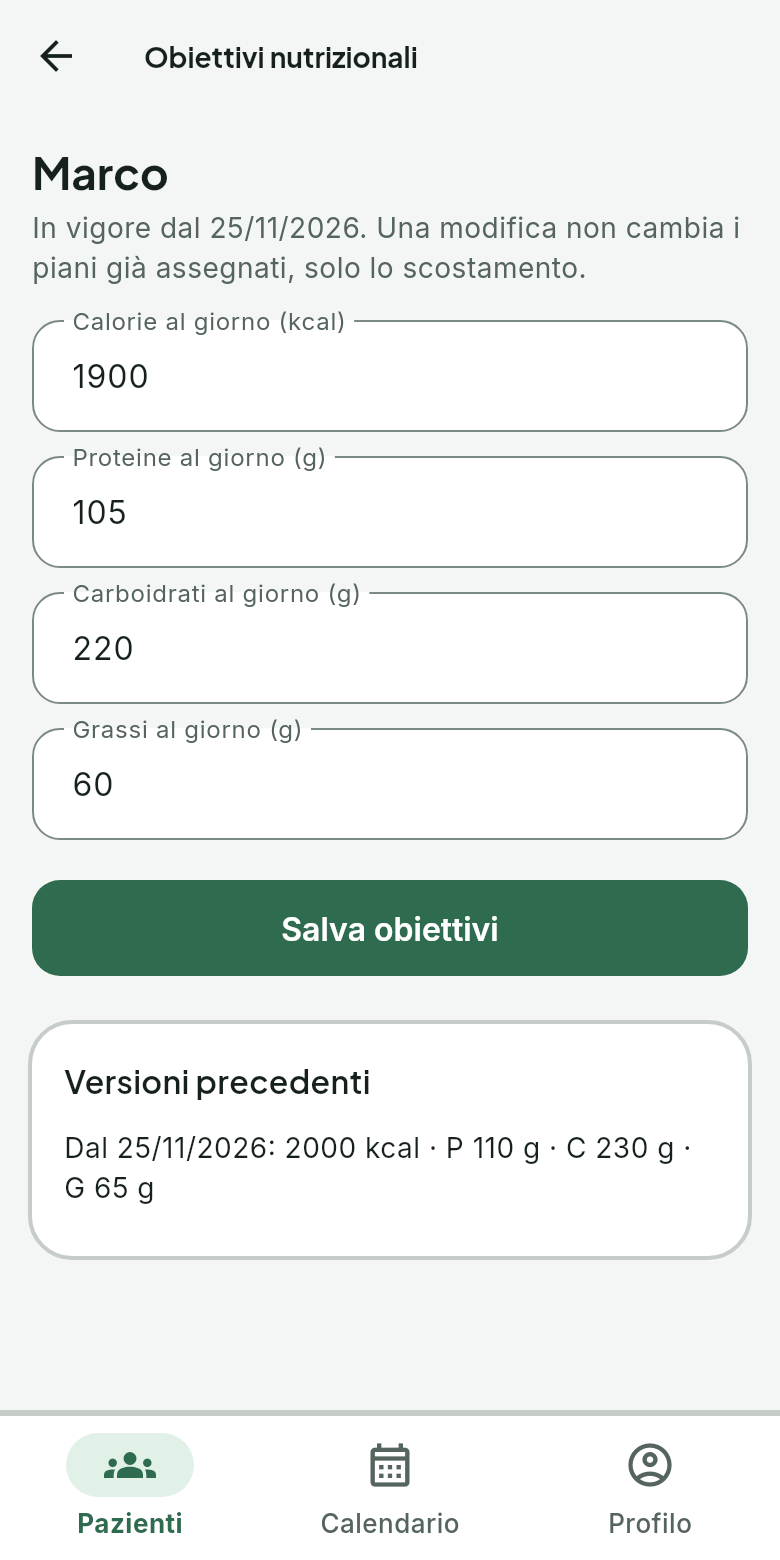 Obiettivi nutrizionali
Marco
In vigore dal 25/11/2026. Una modifica non cambia i
piani già assegnati, solo lo scostamento.
Calorie al giorno (kcal)
1900
Proteine al giorno (g)
105
Carboidrati al giorno (g)
220
Grassi al giorno (g)
60
Salva obiettivi
Versioni precedenti
Dal 25/11/2026: 2000 kcal · P 110 g · C 230 g ·
G 65 g
Pazienti
Calendario
Profilo